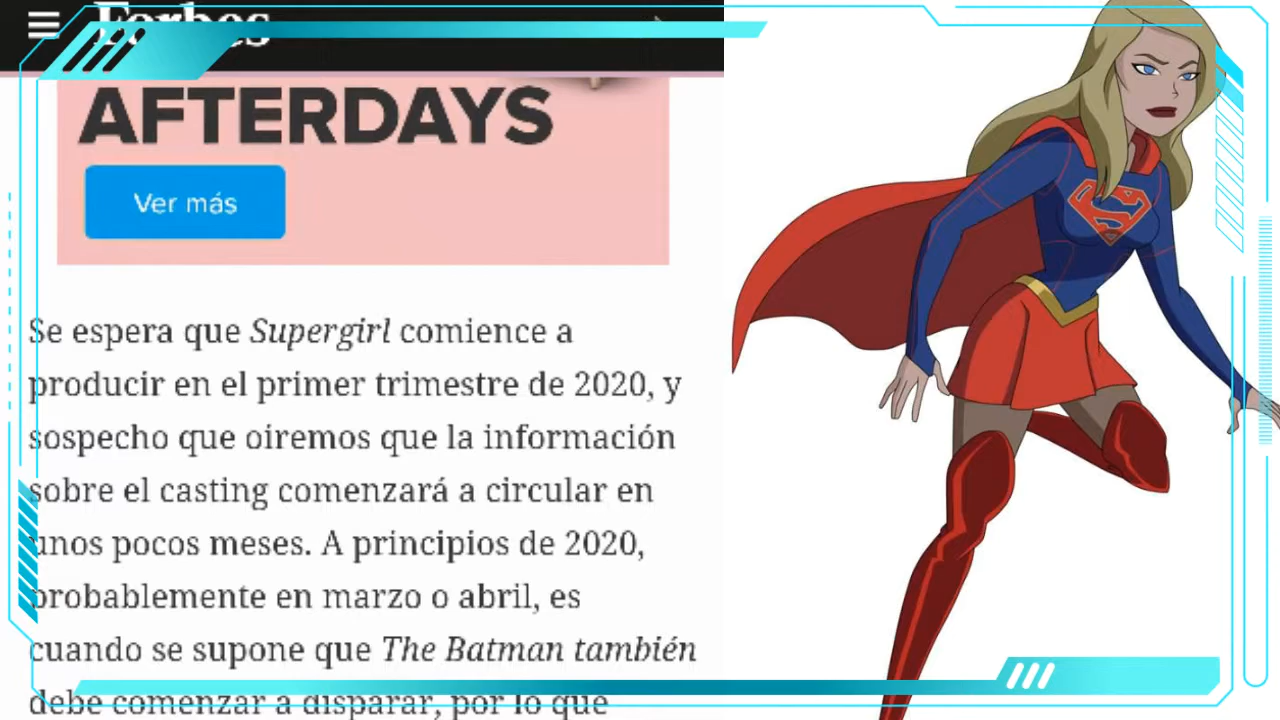 Forbes
AFTERDAYS
Ver más
Se espera que Supergirl comience a
producir en el primer trimestre de 2020, y
sospecho que oiremos que la información
sobre el casting comenzará a circular en
unos pocos meses. A principios de 2020,
probablemente en marzo o abril, es
cuando se supone que The Batman también
debe comenzar a disparar, por lo que